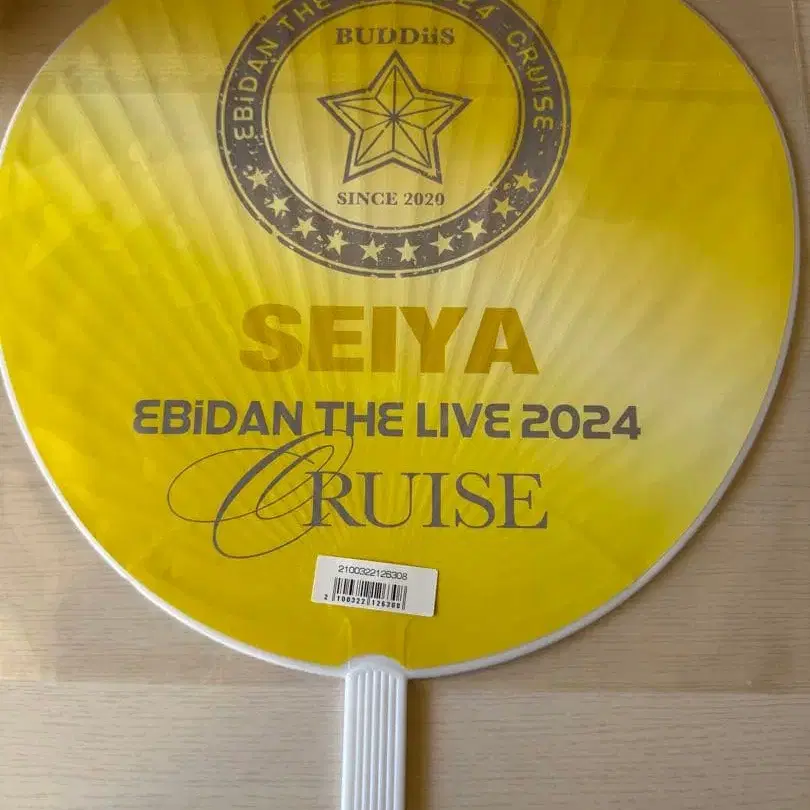 EBiDAN THE LIVE 2024 -CRUISE-
BUDDiiS
SINCE 2020
SEIYA
EBiDAN THE LIVE 2024
CRUISE
2100322126308
2 100322 126308